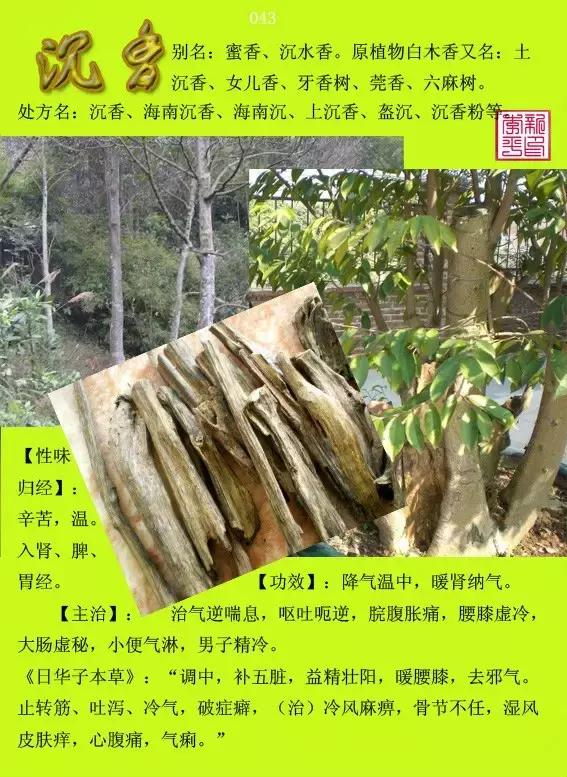 043
沉香
别名：蜜香、沉水香。原植物白木香又名：土
沉香、女儿香、牙香树、莞香、六麻树。
处方名：沉香、海南沉香、海南沉、上沉香、盔沉、沉香粉等。
【性味
归经】：
辛苦，温。
入肾、脾、
胃经。
【功效】：降气温中，暖肾纳气。
【主治】： 治气逆喘息，呕吐呃逆，脘腹胀痛，腰膝虚冷，
大肠虚秘，小便气淋，男子精冷。
《日华子本草》：“调中，补五脏，益精壮阳，暖腰膝，去邪气。
止转筋、吐泻、冷气，破症癖，（治）冷风麻痹，骨节不任，湿风
皮肤痒，心腹痛，气痢。”